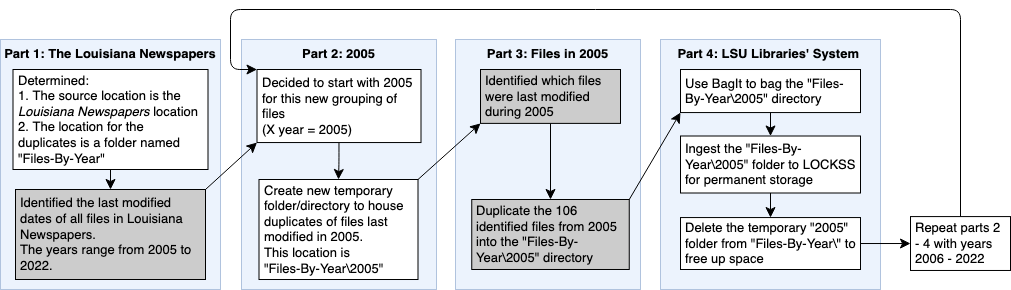 Part 1: The Louisiana Newspapers
Determined:
1. The source location is the
Louisiana Newspapers location
2. The location for the
duplicates is a folder named
"Files-By-Year"
Identified the last modified
dates of all files in Louisiana
Newspapers.
The years range from 2005 to
2022.
Part 2: 2005
Decided to start with 2005
for this new grouping of
files
(X year = 2005)
Create new temporary
folder/directory to house
duplicates of files last
modified in 2005.
This location is
"Files-By-Year\2005"
Part 3: Files in 2005
Identified which files
were last modified
during 2005
Duplicate the 106
identified files from 2005
into the "Files-By-
Year\2005" directory
Part 4: LSU Libraries' System
Use BagIt to bag the "Files-
By-Year\2005" directory
Ingest the "Files-By-
Year\2005" folder to LOCKSS
for permanent storage
Delete the temporary "2005"
folder from "Files-By-Year\" to
free up space
Repeat parts 2
- 4 with years
2006 - 2022